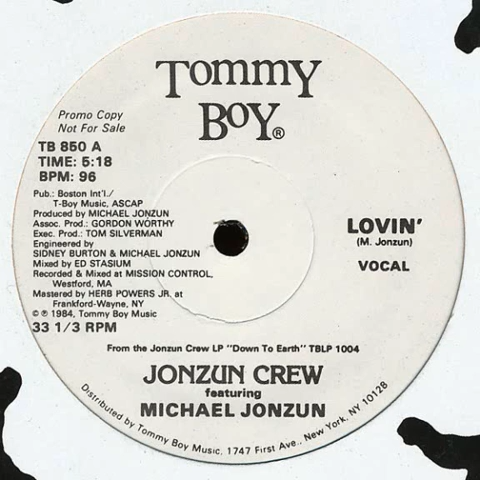 TOMMY
BOY®
Promo Copy
Not For Sale
TB 850 A
TIME: 5:18
BPM: 96
Pub.: Boston Int'l./
T-Boy Music, ASCAP
Produced by MICHAEL JONZUN
Assoc. Prod.: GORDON WORTHY
Exec. Prod.: TOM SILVERMAN
Engineered by
SIDNEY BURTON & MICHAEL JONZUN
Mixed by ED STASIUM
Recorded & Mixed at MISSION CONTROL,
Westford, MA
Mastered by HERB POWERS JR. at
Frankford-Wayne, NY
© ℗ 1984, Tommy Boy Music
33 1/3 RPM
LOVIN'
(M. Jonzun)
VOCAL
From the Jonzun Crew LP "Down To Earth" TBLP 1004
JONZUN CREW
featuring
MICHAEL JONZUN
Distributed by Tommy Boy Music, 1747 First Ave., New York, NY 10128